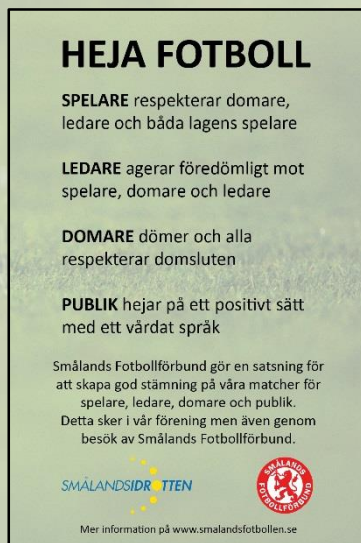 HEJA FOTBOLL
SPELARE respekterar domare,
ledare och båda lagens spelare
LEDARE agerar föredömligt mot
spelare, domare och ledare
DOMARE dömer och alla
respekterar domsluten
PUBLIK hejar på ett positivt sätt
med ett vårdat språk
Smålands Fotbollförbund gör en satsning för
att skapa god stämning på våra matcher för
spelare, ledare, domare och publik.
Detta sker i vår förening men även genom
besök av Smålands Fotbollförbund.
SMÅLANDSIDROTTEN
SMÅLANDS
FOTBOLLFÖRBUND
Mer information på www.smalandsfotbollen.se